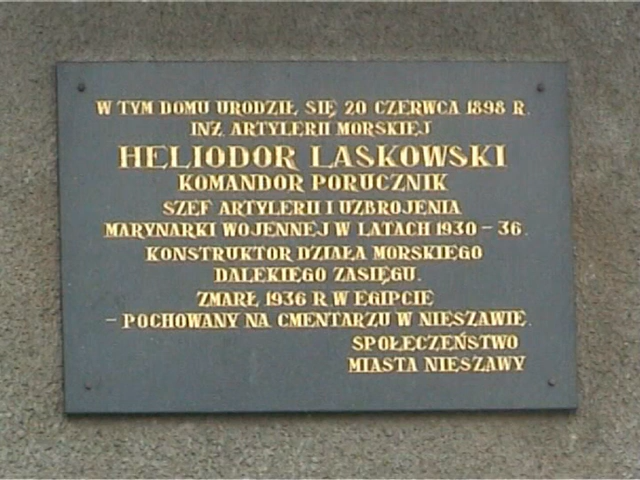 W TYM DOMU URODZIŁ SIĘ 20 CZERWCA 1898 R.
INŻ. ARTYLERII MORSKIEJ
HELIODOR LASKOWSKI
KOMANDOR PORUCZNIK
SZEF ARTYLERII I UZBROJENIA
MARYNARKI WOJENNEJ W LATACH 1930 – 36.
KONSTRUKTOR DZIAŁA MORSKIEGO
DALEKIEGO ZASIĘGU.
ZMARŁ 1936 R. W EGIPCIE
– POCHOWANY NA CMENTARZU W NIESZAWIE.
SPOŁECZEŃSTWO
MIASTA NIESZAWY